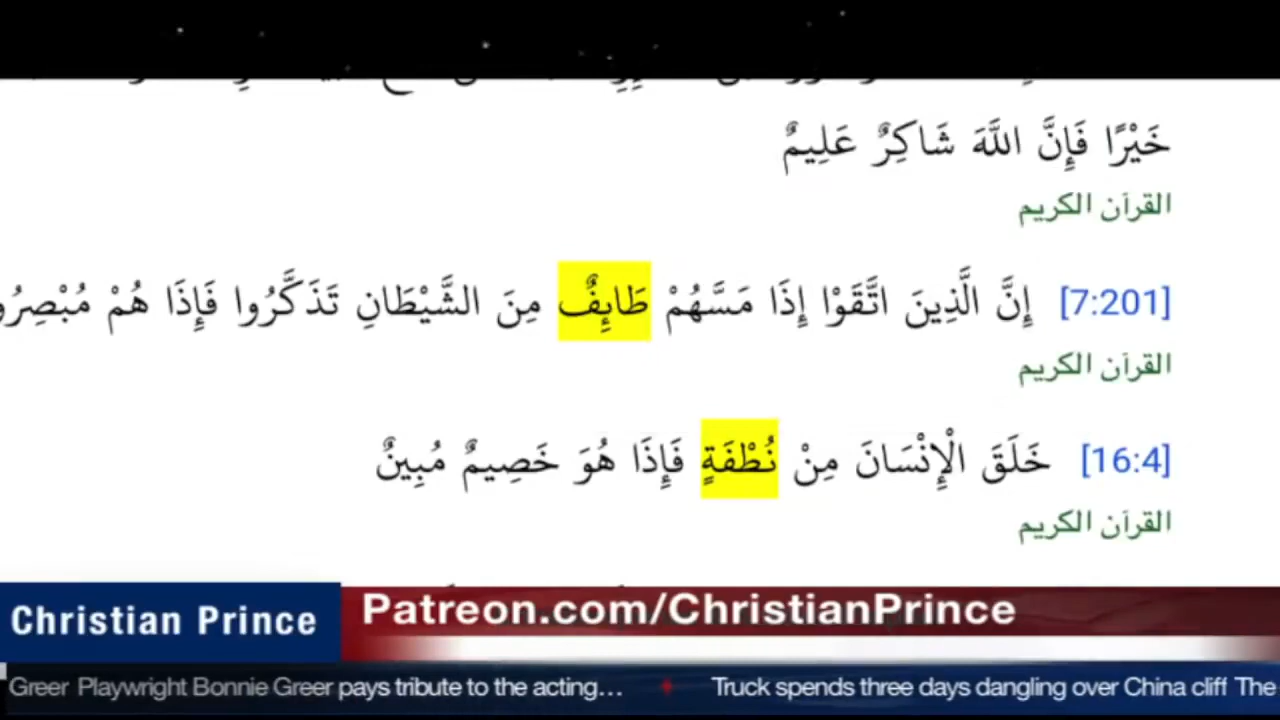 خَيْرًا فَإِنَّ اللَّهَ شَاكِرٌ عَلِيمٌ
القرآن الكريم
[7:201] إِنَّ الَّذِينَ اتَّقَوْا إِذَا مَسَّهُمْ طَائِفٌ مِنَ الشَّيْطَانِ تَذَكَّرُوا فَإِذَا هُمْ
القرآن الكريم
[16:4] خَلَقَ الْإِنْسَانَ مِنْ نُطْفَةٍ فَإِذَا هُوَ خَصِيمٌ مُبِينٌ
القرآن الكريم
Christian Prince
Patreon.com/ChristianPrince
Greer Playwright Bonnie Greer pays tribute to the acting... Truck spends three days dangling over China cliff The